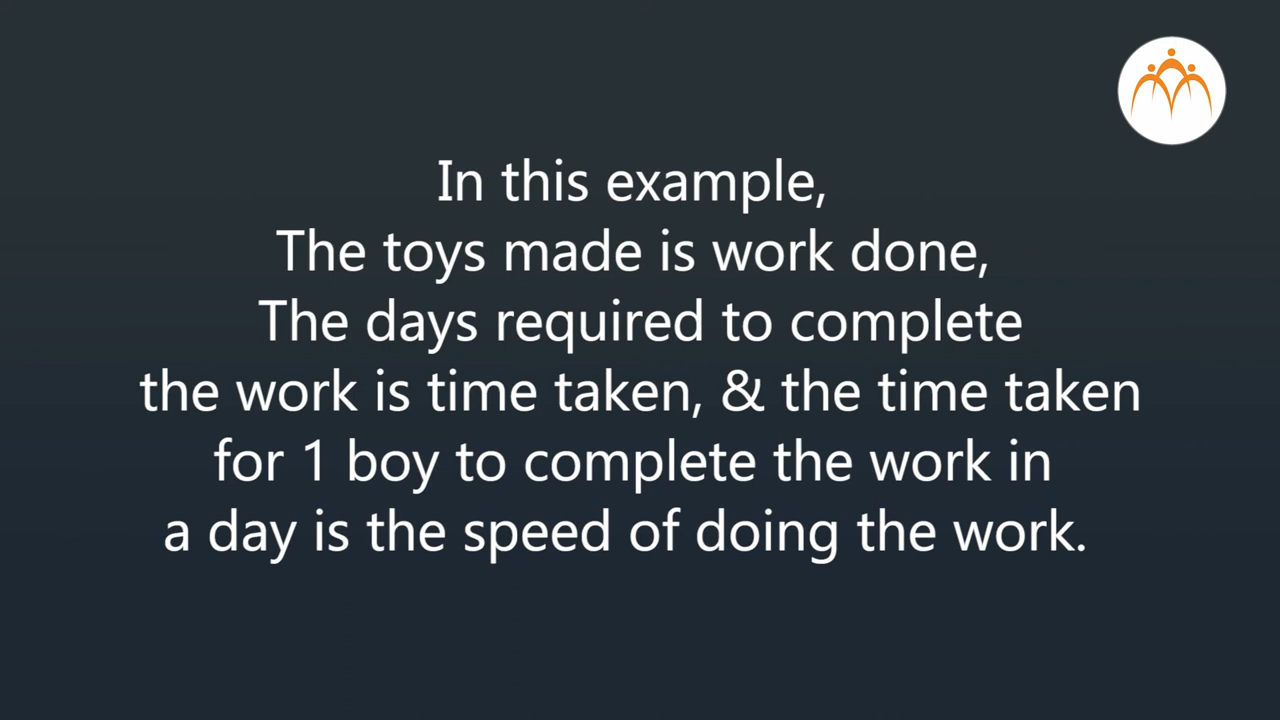 In this example,
The toys made is work done,
The days required to complete
the work is time taken, & the time taken
for 1 boy to complete the work in
a day is the speed of doing the work.